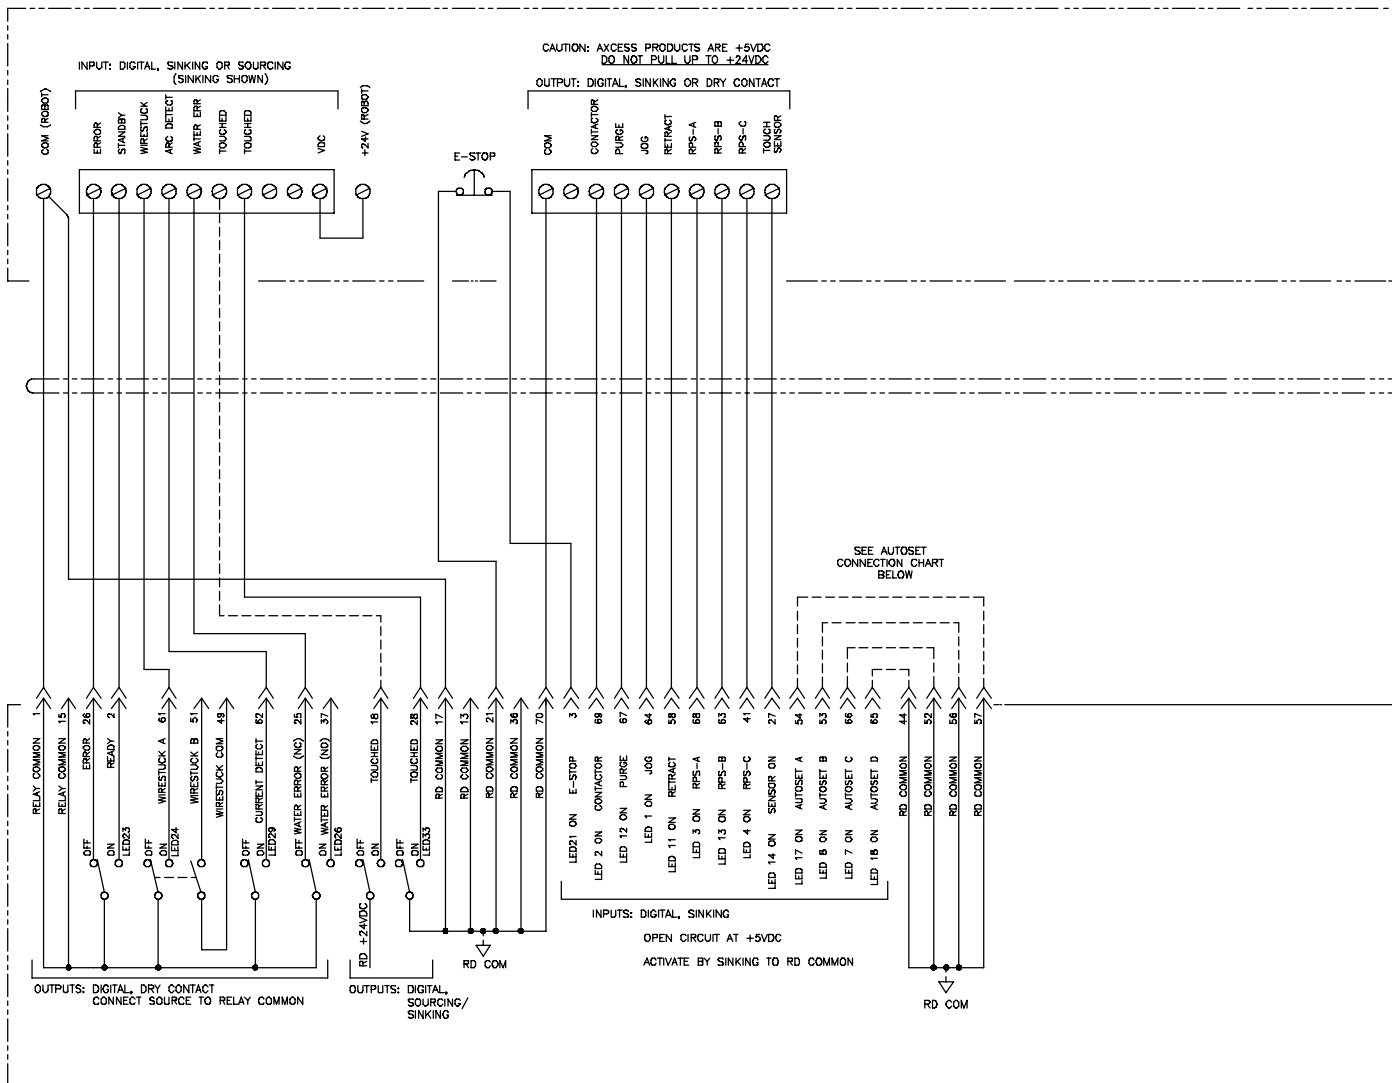 CAUTION: AXCESS PRODUCTS ARE +5VDC
DO NOT PULL UP TO +24VDC
INPUT: DIGITAL, SINKING OR SOURCING
(SINKING SHOWN)
OUTPUT: DIGITAL, SINKING OR DRY CONTACT
COM (ROBOT)
ERROR
STANDBY
WIRESTUCK
ARC DETECT
WATER ERR
TOUCHED
TOUCHED
VDC
+24V (ROBOT)
E-STOP
COM
CONTACTOR
PURGE
JOG
RETRACT
RPS-A
RPS-B
RPS-C
TOUCH
SENSOR
SEE AUTOSET
CONNECTION CHART
BELOW
1
15
26
2
61
51
49
62
25
37
18
28
17
13
21
36
70
3
69
67
64
58
68
63
41
27
54
53
66
65
44
52
56
57
RELAY COMMON
RELAY COMMON
ERROR
READY
WIRESTUCK A
WIRESTUCK B
WIRESTUCK COM
CURRENT DETECT
WATER ERROR (NC)
WATER ERROR (NO)
TOUCHED
TOUCHED
RD COMMON
RD COMMON
RD COMMON
RD COMMON
RD COMMON
LED21 ON E-STOP
LED 2 ON CONTACTOR
LED 12 ON PURGE
LED 1 ON JOG
LED 11 ON RETRACT
LED 3 ON RPS-A
LED 13 ON RPS-B
LED 4 ON RPS-C
LED 14 ON SENSOR ON
LED 17 ON AUTOSET A
LED 8 ON AUTOSET B
LED 7 ON AUTOSET C
LED 18 ON AUTOSET D
RD COMMON
RD COMMON
RD COMMON
RD COMMON
OFF
ON
LED23
OFF
ON
LED24
OFF
ON
LED29
OFF
ON
LED26
OFF
ON
OFF
ON
LED33
RD +24VDC
RD COM
INPUTS: DIGITAL, SINKING
OPEN CIRCUIT AT +5VDC
ACTIVATE BY SINKING TO RD COMMON
OUTPUTS: DIGITAL, DRY CONTACT
CONNECT SOURCE TO RELAY COMMON
OUTPUTS: DIGITAL,
SOURCING/
SINKING
RD COM